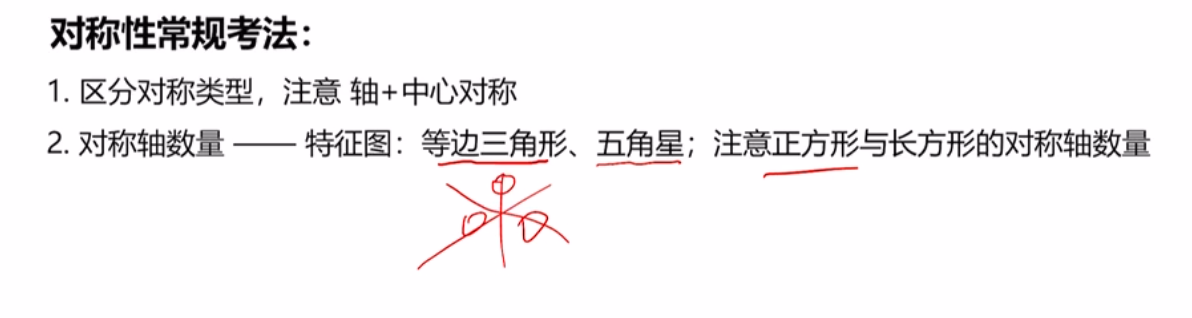 对称性常规考法：
1. 区分对称类型，注意 轴+中心对称
2. 对称轴数量 —— 特征图：等边三角形、五角星；注意正方形与长方形的对称轴数量